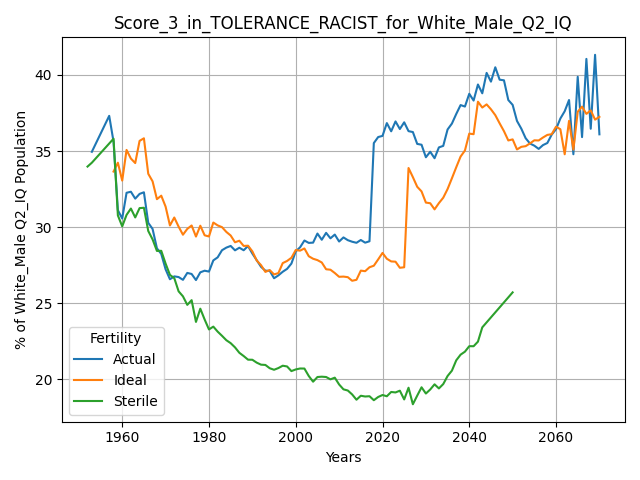 Score_3_in_TOLERANCE_RACIST_for_White_Male_Q2_IQ
% of White_Male Q2_IQ Population
40
35
30
25
20
Fertility
Actual
Ideal
Sterile
1960 1980 2000 2020 2040 2060
Years